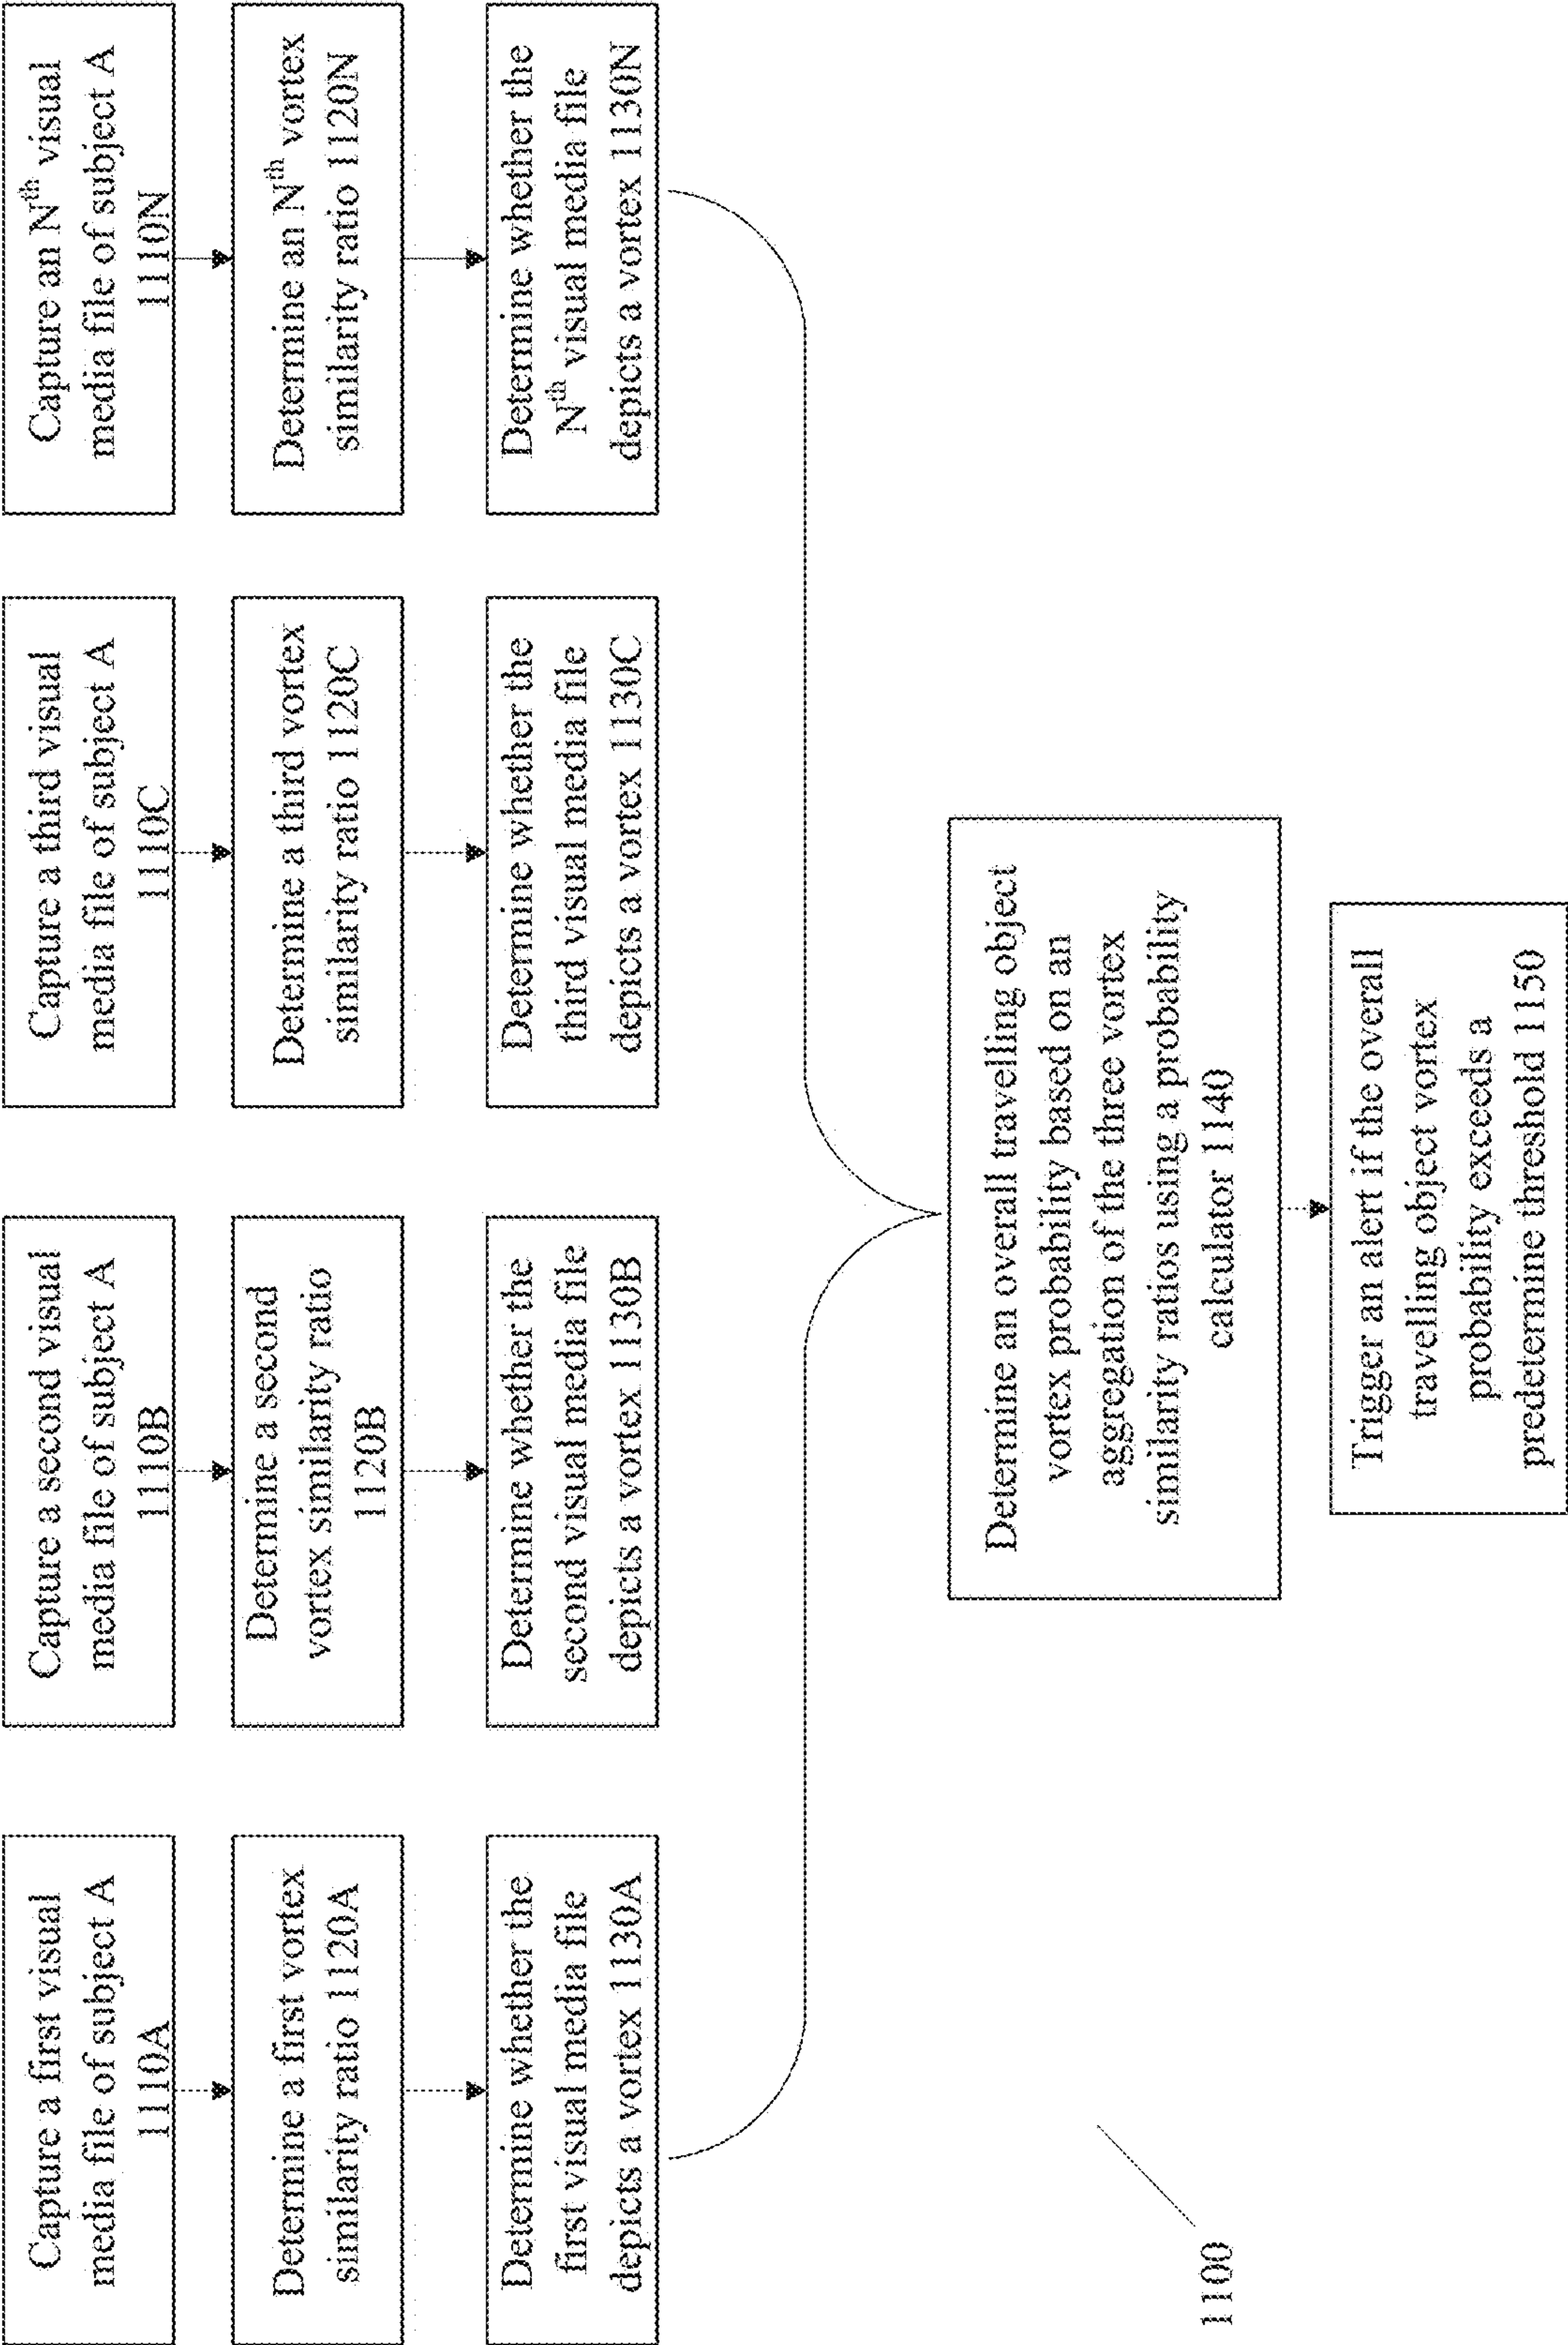 Capture a first visual
media file of subject A
1110A
Determine a first vortex
similarity ratio 1120A
Determine whether the
first visual media file
depicts a vortex 1130A
Capture a second visual
media file of subject A
1110B
Determine a second
vortex similarity ratio
1120B
Determine whether the
second visual media file
depicts a vortex 1130B
Capture a third visual
media file of subject A
1110C
Determine a third vortex
similarity ratio 1120C
Determine whether the
third visual media file
depicts a vortex 1130C
Capture an Nth visual
media file of subject A
1110N
Determine an Nth vortex
similarity ratio 1120N
Determine whether the
Nth visual media file
depicts a vortex 1130N
Determine an overall travelling object
vortex probability based on an
aggregation of the three vortex
similarity ratios using a probability
calculator 1140
Trigger an alert if the overall
travelling object vortex
probability exceeds a
predetermine threshold 1150
1100